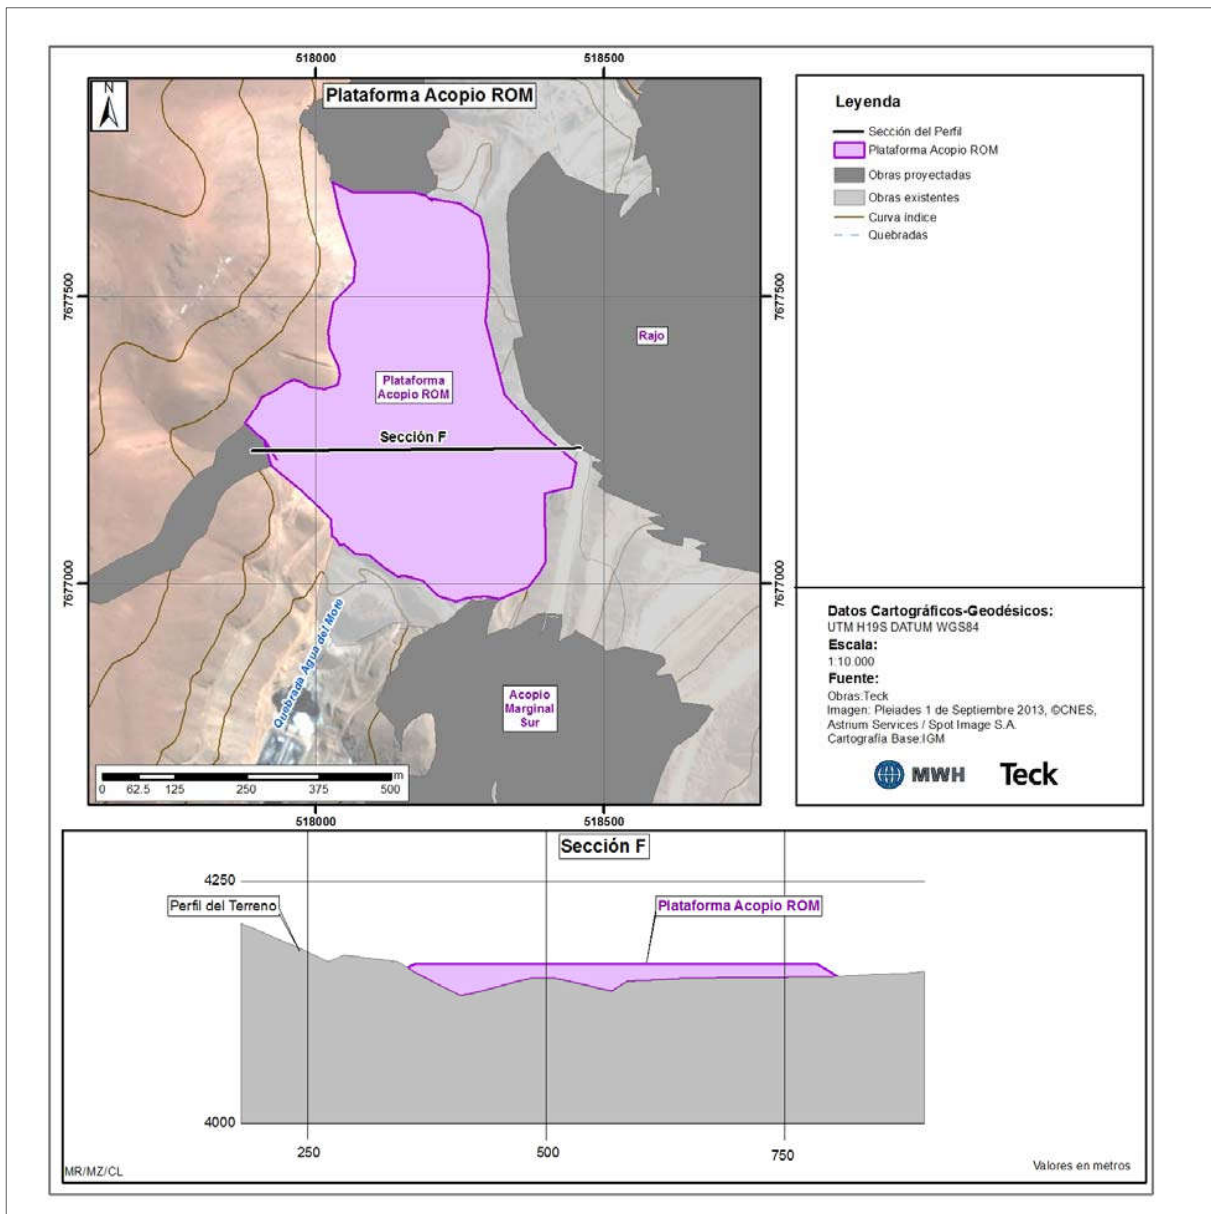 518000
518500
N
Plataforma Acopio ROM
7677500
7677500
Rajo
Plataforma
Acopio ROM
Sección F
7677000
7677000
Quebrada Agua del Mote
Acopio
Marginal
Sur
m
0 62.5 125 250 375 500
518000
518500
Leyenda
Sección del Perfil
Plataforma Acopio ROM
Obras proyectadas
Obras existentes
Curva índice
Quebradas
Datos Cartográficos-Geodésicos:
UTM H19S DATUM WGS84
Escala:
1:10.000
Fuente:
Obras:Teck
Imagen: Pleiades 1 de Septiembre 2013, ©CNES,
Astrium Services / Spot Image S.A.
Cartografía Base:IGM
MWH
Teck
Sección F
4250
Perfil del Terreno
Plataforma Acopio ROM
4000
250
500
750
MR/MZ/CL
Valores en metros